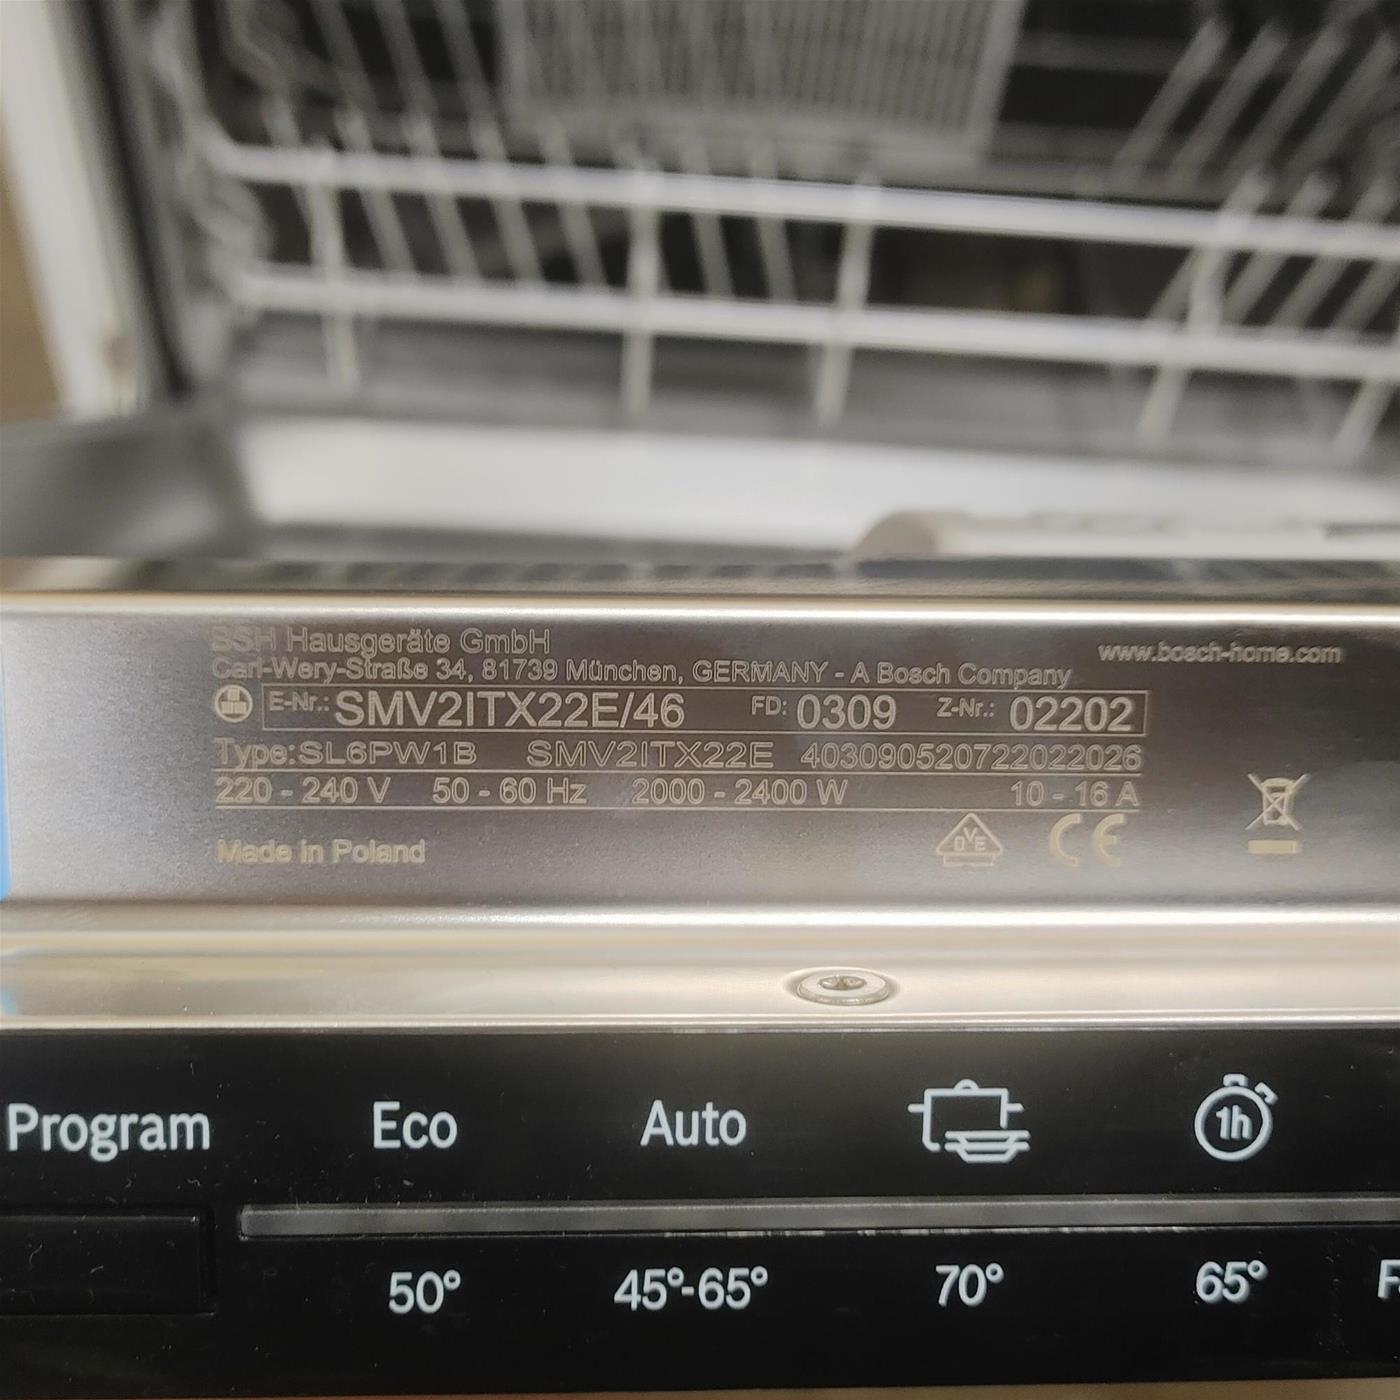 BSH Hausgeräte GmbH
www.bosch-home.com
Carl-Wery-Straße 34, 81739 München, GERMANY - A Bosch Company
E-Nr.: SMV2ITX22E/46 FD: 0309 Z-Nr.: 02202
Type: SL6PW1B SMV2ITX22E 403090520722022026
220 - 240 V 50 - 60 Hz 2000 - 2400 W 10 - 16 A
Made in Poland
DVE CE
Program Eco Auto 1h
50° 45°-65° 70° 65°